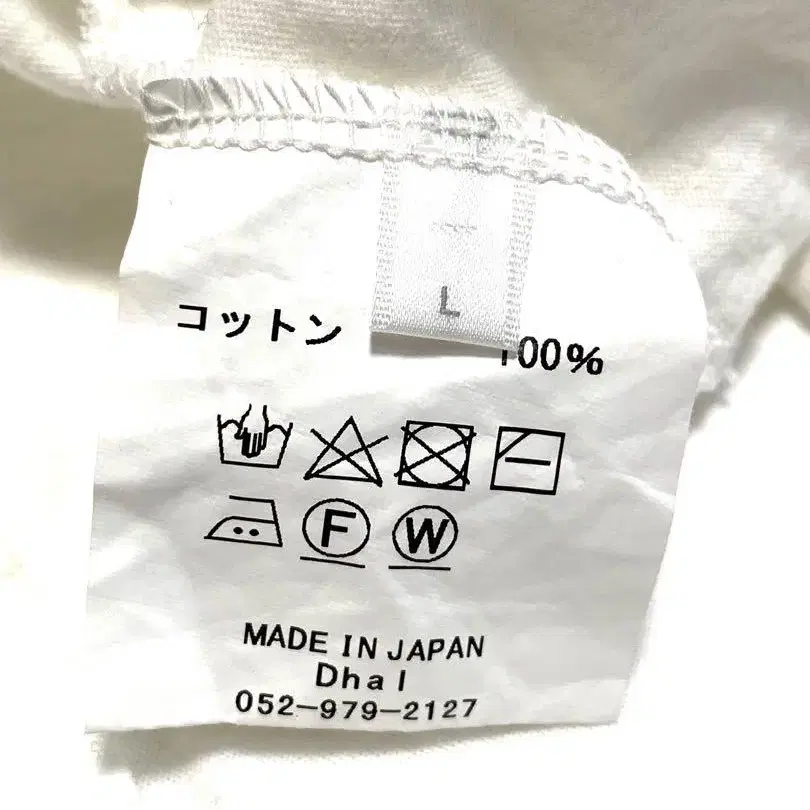 L
コットン 100%
F W
MADE IN JAPAN
Dhal
052-979-2127